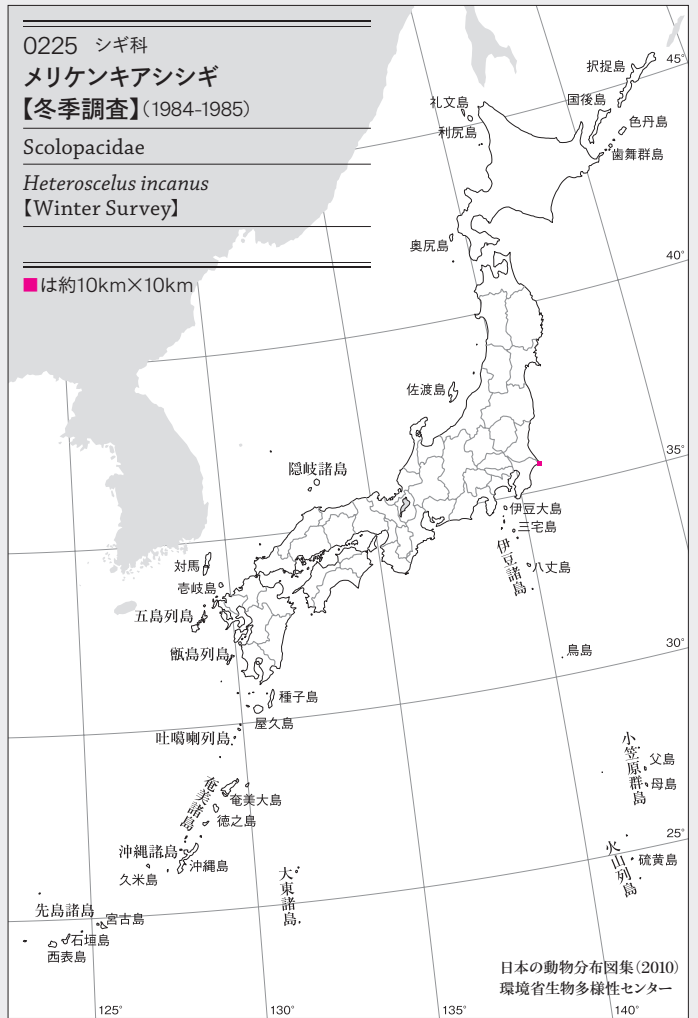 0225 シギ科
メリケンキアシシギ
【冬季調査】(1984-1985)
Scolopacidae
Heteroscelus incanus
【Winter Survey】
■は約10km×10km
択捉島
45°
国後島
礼文島
色丹島
利尻島
歯舞群島
奥尻島
40°
佐渡島
35°
隠岐諸島
伊豆大島
三宅島
伊豆諸島
八丈島
対馬
壱岐島
五島列島
甑島列島
鳥島
30°
種子島
屋久島
吐噶喇列島
小笠原群島
父島
母島
奄美諸島
奄美大島
徳之島
25°
沖縄諸島
沖縄島
久米島
火山列島
硫黄島
大東諸島
先島諸島
宮古島
石垣島
西表島
日本の動物分布図集(2010)
環境省生物多様性センター
125°
130°
135°
140°